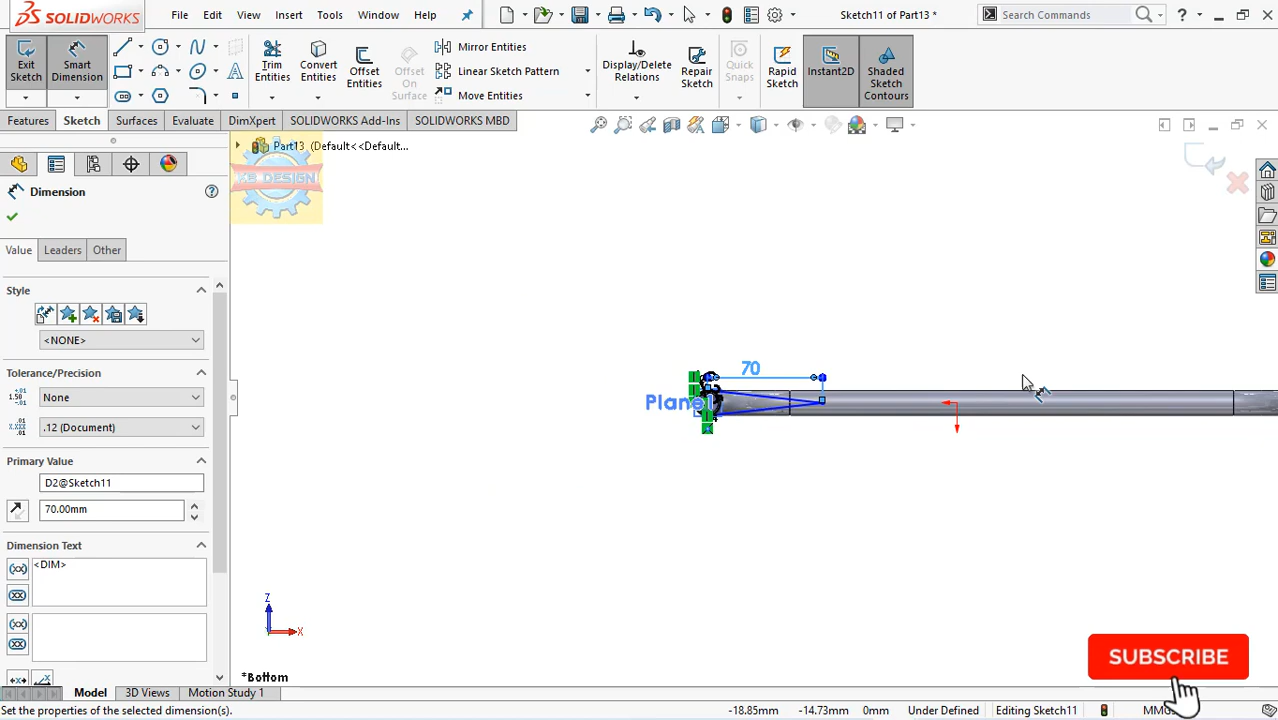 SOLIDWORKS
File
Edit
View
Insert
Tools
Window
Help
Sketch11 of Part13 *
Search Commands
?
Exit Sketch
Smart Dimension
Trim Entities
Convert Entities
Offset Entities
Offset On Surface
Mirror Entities
Linear Sketch Pattern
Move Entities
Display/Delete Relations
Repair Sketch
Quick Snaps
Rapid Sketch
Instant2D
Shaded Sketch Contours
Features
Sketch
Surfaces
Evaluate
DimXpert
SOLIDWORKS Add-Ins
SOLIDWORKS MBD
Part13 (Default<<Default...
KB DESIGN
Dimension
Value
Leaders
Other
Style
<NONE>
Tolerance/Precision
None
.12 (Document)
Primary Value
D2@Sketch11
70.00mm
Dimension Text
<DIM>
70
Plane1
Z
X
*Bottom
SUBSCRIBE
Model
3D Views
Motion Study 1
Set the properties of the selected dimension(s).
-18.85mm
-14.73mm
0mm
Under Defined
Editing Sketch11